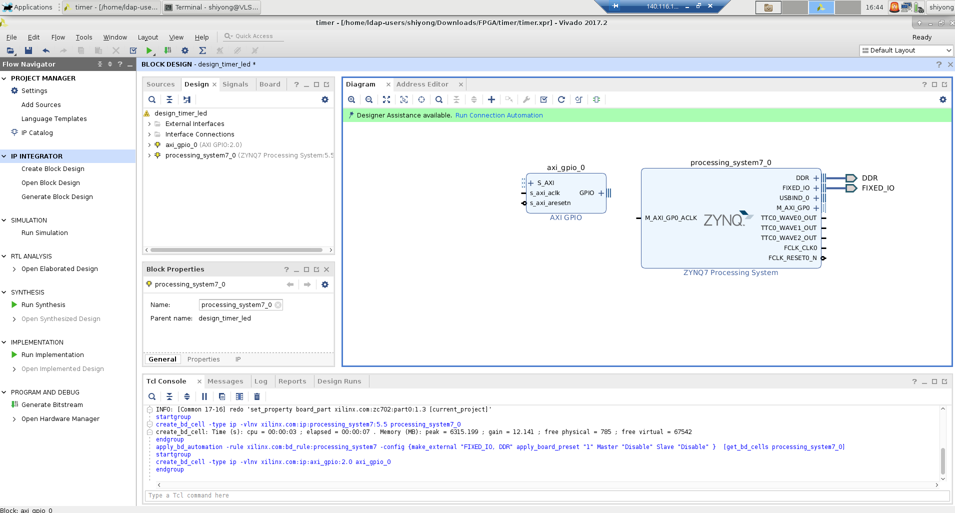 Applications
timer - [/home/ldap-use...
Terminal - shiyong@VLS...
140.116.1...
16:44
shiyong
timer - [/home/ldap-users/shiyong/Downloads/FPGA/timer/timer.xpr] - Vivado 2017.2
File Edit Flow Tools Window Layout View Help
Quick Access
Ready
Default Layout
Flow Navigator
PROJECT MANAGER
Settings
Add Sources
Language Templates
IP Catalog
IP INTEGRATOR
Create Block Design
Open Block Design
Generate Block Design
SIMULATION
Run Simulation
RTL ANALYSIS
Open Elaborated Design
SYNTHESIS
Run Synthesis
Open Synthesized Design
IMPLEMENTATION
Run Implementation
Open Implemented Design
PROGRAM AND DEBUG
Generate Bitstream
Open Hardware Manager
BLOCK DESIGN - design_timer_led *
Sources Design Signals Board
design_timer_led
External Interfaces
Interface Connections
axi_gpio_0 (AXI GPIO:2.0)
processing_system7_0 (ZYNQ7 Processing System:5.5
Block Properties
processing_system7_0
Name: processing_system7_0
Parent name: design_timer_led
General Properties IP
Diagram Address Editor
Designer Assistance available. Run Connection Automation
axi_gpio_0
S_AXI
s_axi_aclk
s_axi_aresetn
GPIO
AXI GPIO
processing_system7_0
M_AXI_GP0_ACLK
ZYNQ
DDR
FIXED_IO
USBIND_0
M_AXI_GP0
TTC0_WAVE0_OUT
TTC0_WAVE1_OUT
TTC0_WAVE2_OUT
FCLK_CLK0
FCLK_RESET0_N
DDR
FIXED_IO
ZYNQ7 Processing System
Tcl Console Messages Log Reports Design Runs
INFO: [Common 17-16] redo 'set_property board_part xilinx.com:zc702:part0:1.3 [current_project]'
startgroup
create_bd_cell -type ip -vlnv xilinx.com:ip:processing_system7:5.5 processing_system7_0
create_bd_cell: Time (s): cpu = 00:00:03 ; elapsed = 00:00:07 . Memory (MB): peak = 6315.199 ; gain = 12.141 ; free physical = 785 ; free virtual = 67542
endgroup
apply_bd_automation -rule xilinx.com:bd_rule:processing_system7 -config {make_external "FIXED_IO, DDR" apply_board_preset "1" Master "Disable" Slave "Disable" } [get_bd_cells processing_system7_0]
startgroup
create_bd_cell -type ip -vlnv xilinx.com:ip:axi_gpio:2.0 axi_gpio_0
endgroup
Type a Tcl command here
Block: axi_gpio_0